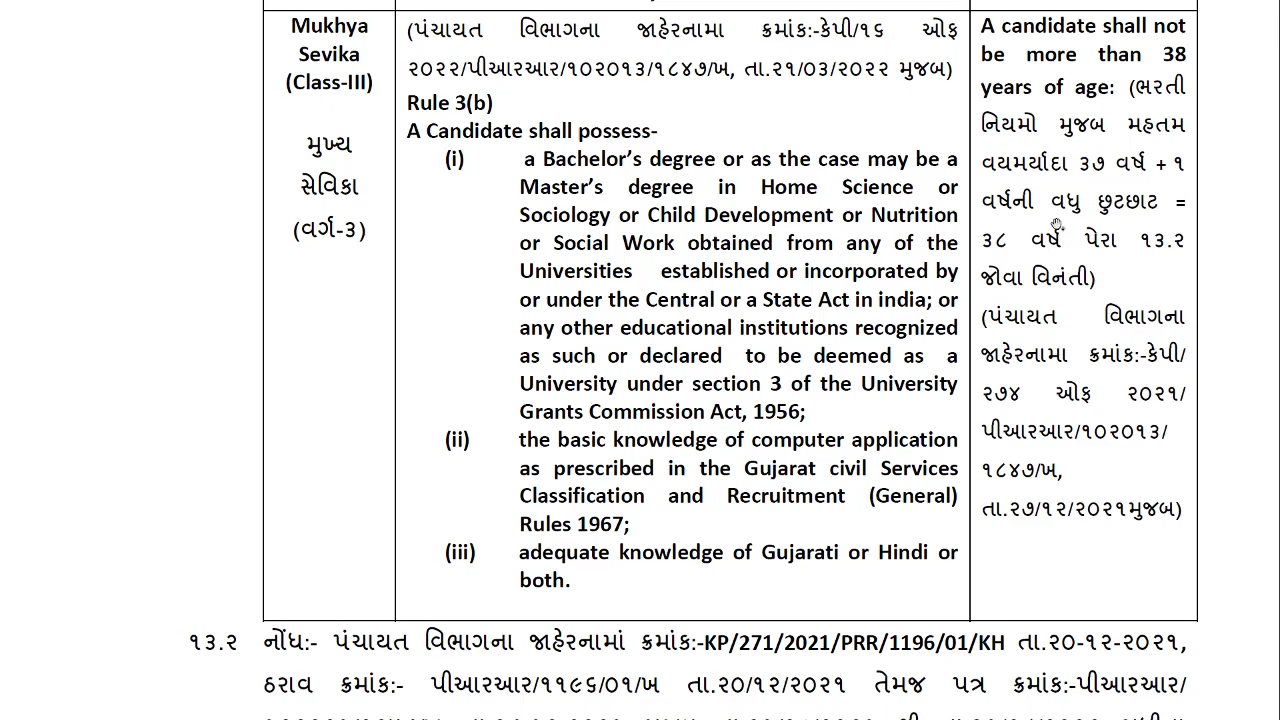 Mukhya
Sevika
(Class-III)
મુખ્ય
સેવિકા
(વર્ગ-૩)
(પંચાયત વિભાગના જાહેરનામા ક્રમાંક:-કેપી/૧૬ ઓફ
૨૦૨૨/પીઆરઆર/૧૦૨૦૧૩/૧૮૪૭/ખ, તા.૨૧/૦૩/૨૦૨૨ મુજબ)
Rule 3(b)
A Candidate shall possess-
(i) a Bachelor’s degree or as the case may be a
Master’s degree in Home Science or
Sociology or Child Development or Nutrition
or Social Work obtained from any of the
Universities established or incorporated by
or under the Central or a State Act in india; or
any other educational institutions recognized
as such or declared to be deemed as a
University under section 3 of the University
Grants Commission Act, 1956;
(ii) the basic knowledge of computer application
as prescribed in the Gujarat civil Services
Classification and Recruitment (General)
Rules 1967;
(iii) adequate knowledge of Gujarati or Hindi or
both.
A candidate shall not
be more than 38
years of age: (ભરતી
નિયમો મુજબ મહતમ
વયમર્યાદા ૩૭ વર્ષ + ૧
વર્ષની વધુ છુટછાટ =
૩૮ વર્ષ પેરા ૧૩.૨
જોવા વિનંતી)
(પંચાયત વિભાગના
જાહેરનામા ક્રમાંક:-કેપી/
૨૭૪ ઓફ ૨૦૨૧/
પીઆરઆર/૧૦૨૦૧૩/
૧૮૪૭/ખ,
તા.૨૭/૧૨/૨૦૨૧મુજબ)
૧૩.૨ નોંધ:- પંચાયત વિભાગના જાહેરનામાં ક્રમાંક:-KP/271/2021/PRR/1196/01/KH તા.૨૦-૧૨-૨૦૨૧,
ઠરાવ ક્રમાંક:- પીઆરઆર/૧૧૯૬/૦૧/ખ તા.૨૦/૧૨/૨૦૨૧ તેમજ પત્ર ક્રમાંક:-પીઆરઆર/